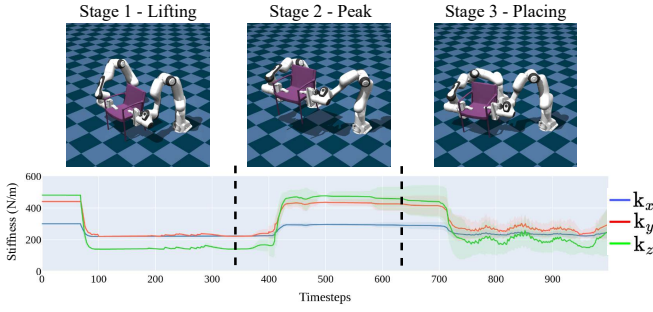 Stage 1 - Lifting
Stage 2 - Peak
Stage 3 - Placing
Stiffness (N/m)
600
400
200
0
0
100
200
300
400
500
600
700
800
900
Timesteps
kx
ky
kz